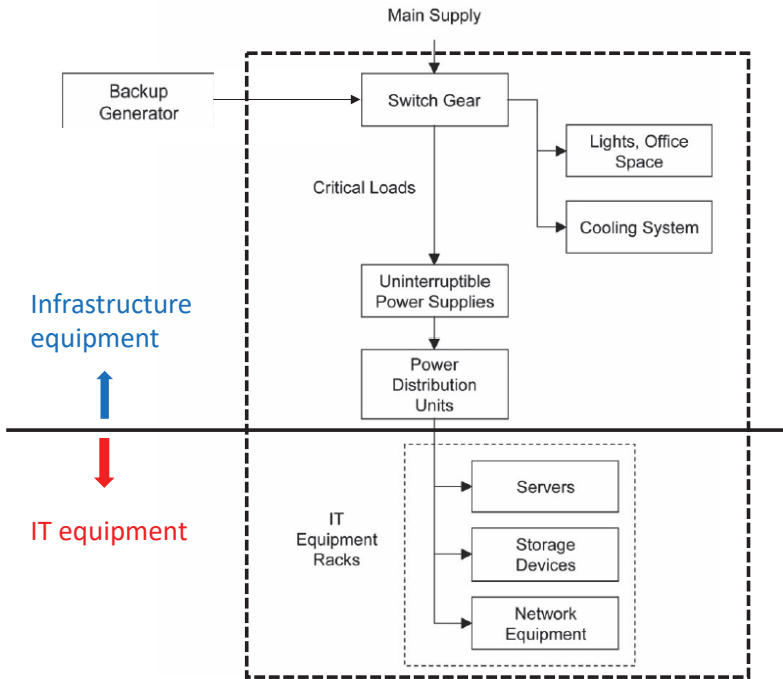 Main Supply
Backup
Generator
Switch Gear
Lights, Office
Space
Critical Loads
Cooling System
Uninterruptible
Power Supplies
Infrastructure
equipment
Power
Distribution
Units
IT equipment
IT
Equipment
Racks
Servers
Storage
Devices
Network
Equipment